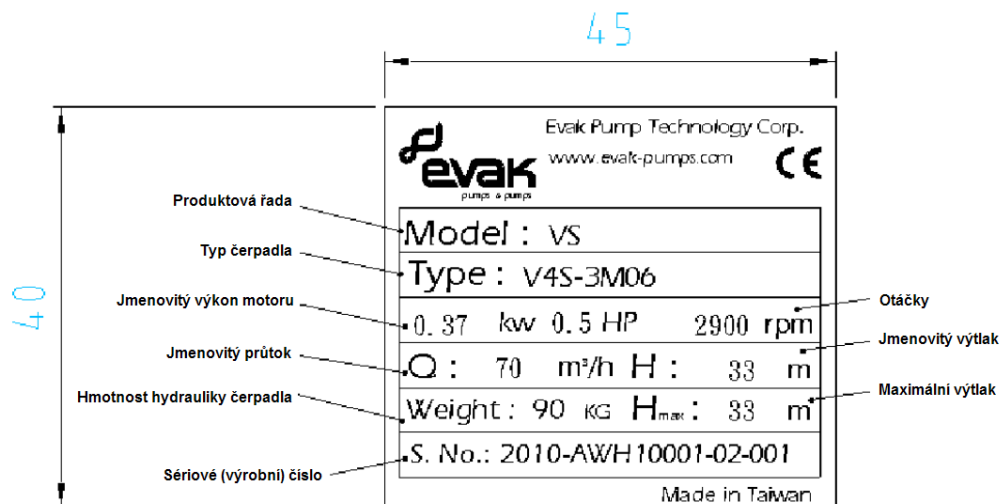 45
40
evak
pumps & pumps
Evak Pump Technology Corp.
www.evak-pumps.com
CE
Produktová řada
Model : VS
Typ čerpadla
Type : V4S-3M06
Jmenovitý výkon motoru
0.37 kw 0.5 HP 2900 rpm
Otáčky
Jmenovitý průtok
Q : 70 m³/h H : 33 m
Jmenovitý výtlak
Hmotnost hydrauliky čerpadla
Weight : 90 KG Hmax : 33 m
Maximální výtlak
Sériové (výrobní) číslo
S. No.: 2010-AWH10001-02-001
Made in Taiwan